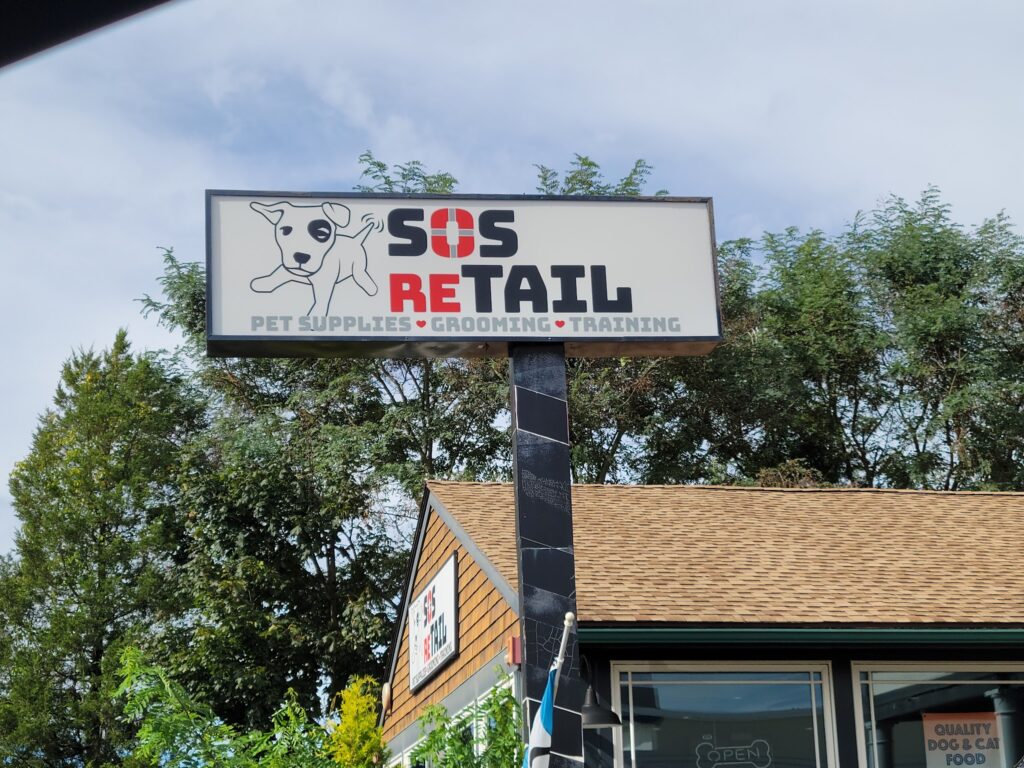 SOS
RETAIL
PET SUPPLIES ♥ GROOMING ♥ TRAINING
SOS
RETAIL
OPEN
QUALITY
DOG & CAT
FOOD